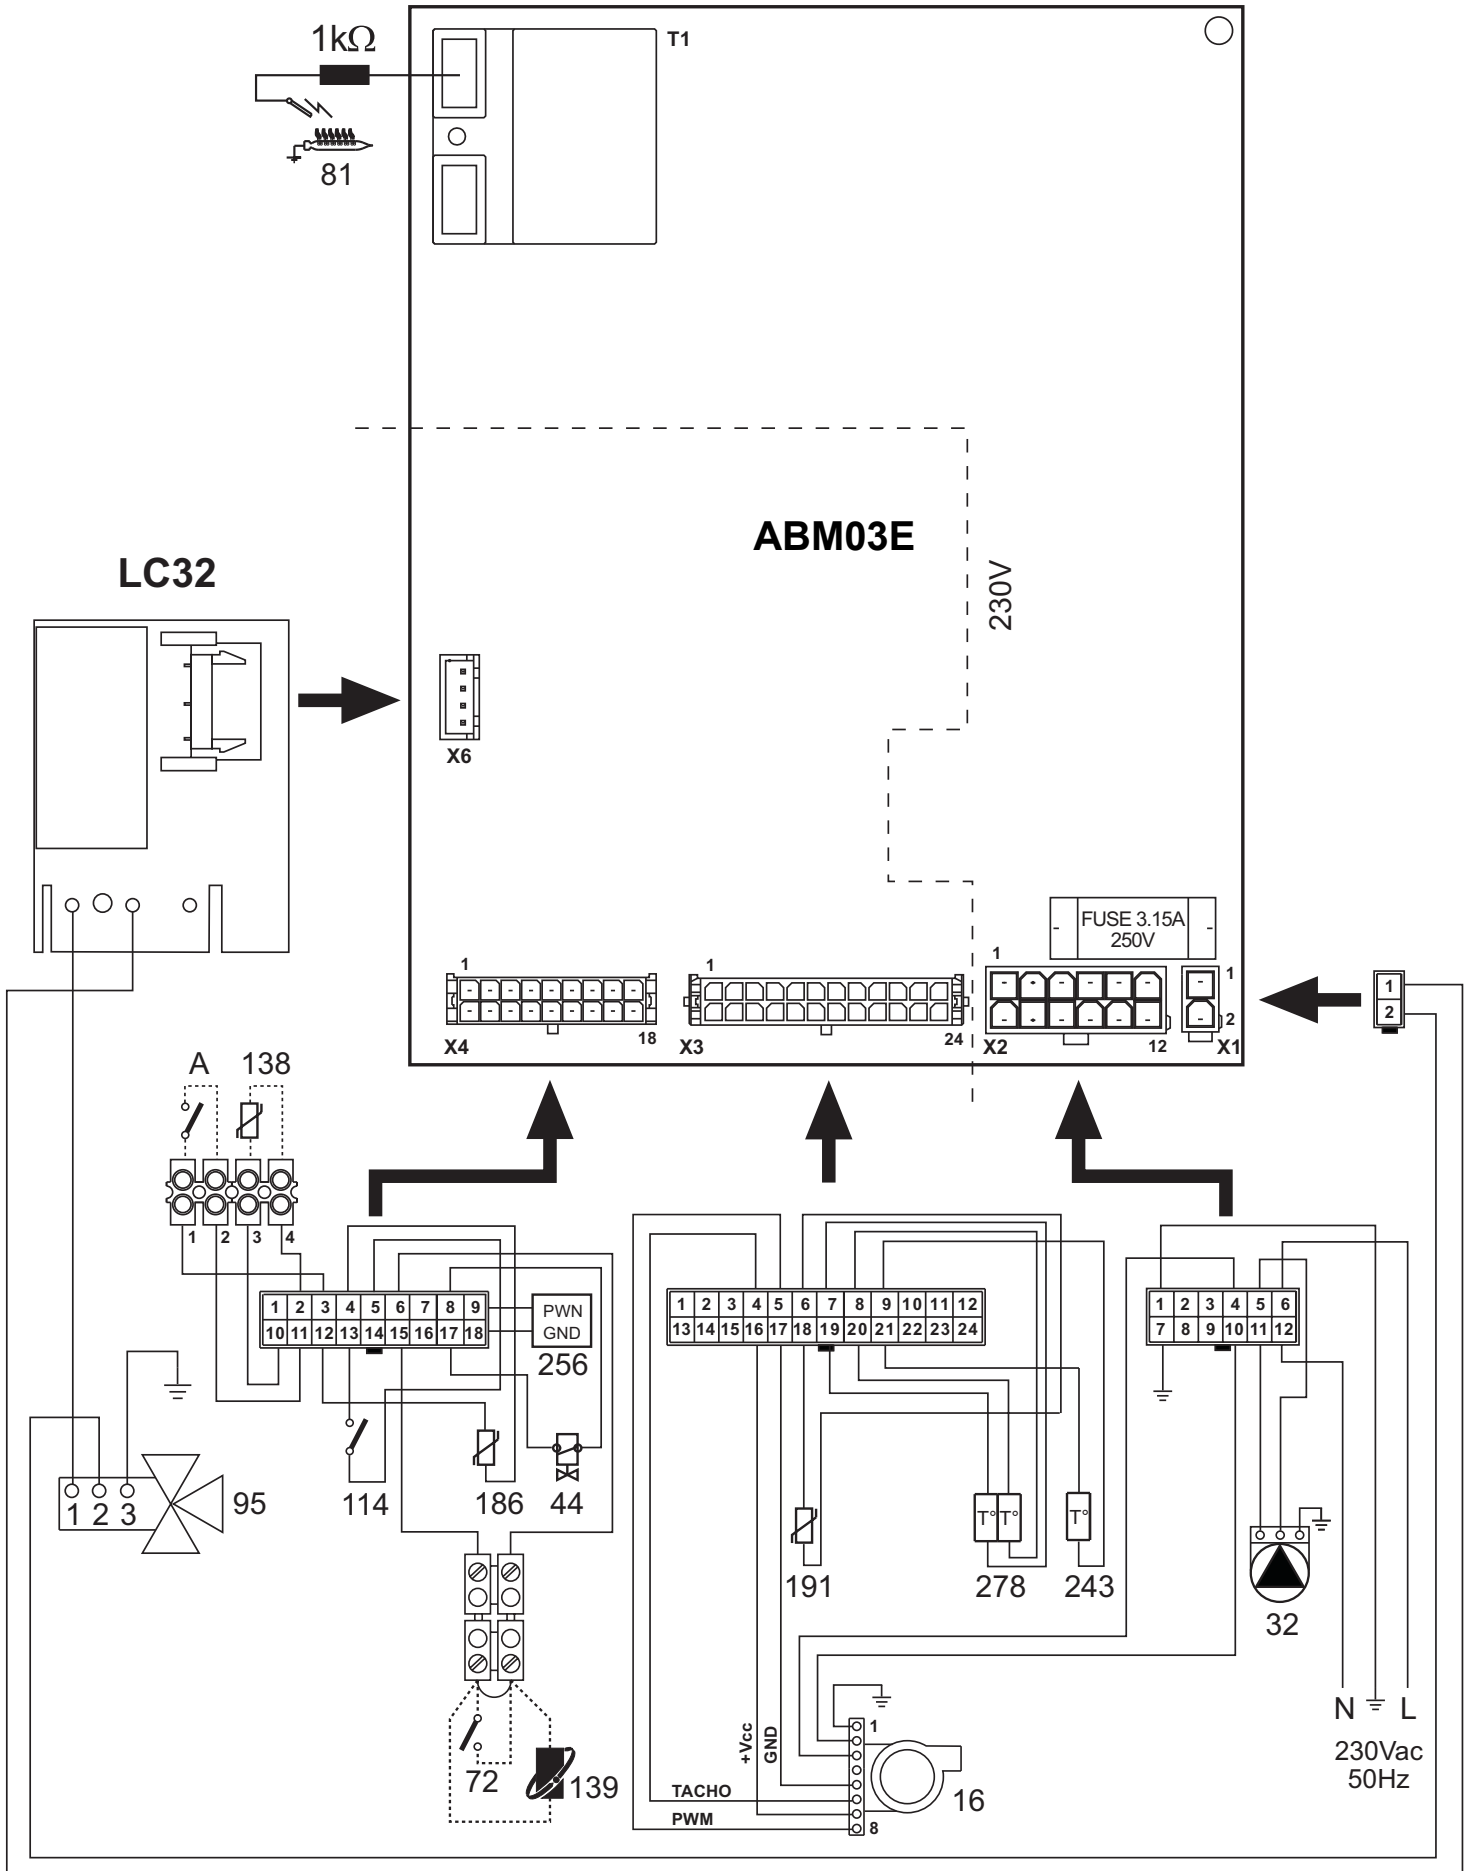 1kΩ
T1
81
ABM03E
230V
LC32
X6
FUSE 3.15A
250V
1
1
1
1
2
X4
18
X3
24
X2
12
X1
1
2
A
138
1
2
3
4
1 2 3 4 5 6 7 8 9
10 11 12 13 14 15 16 17 18
PWN
GND
256
1 2 3 4 5 6 7 8 9 10 11 12
13 14 15 16 17 18 19 20 21 22 23 24
1 2 3 4 5 6
7 8 9 10 11 12
1 2 3
95
114
186
44
T° T°
T°
191
278
243
32
N
L
230Vac
50Hz
72
139
+Vcc
GND
TACHO
PWM
1
8
16